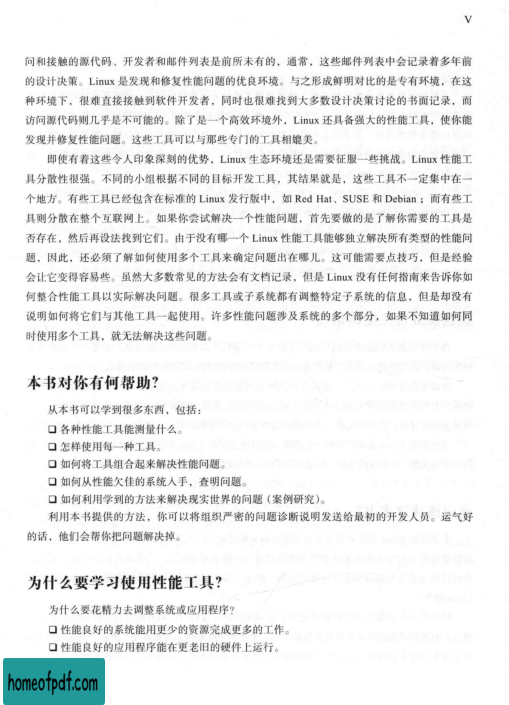 V
问和接触的源代码、开发者和邮件列表是前所未有的，通常，这些邮件列表中会记录着多年前
的设计决策。Linux 是发现和修复性能问题的优良环境。与之形成鲜明对比的是专有环境，在这
种环境下，很难直接接触到软件开发者，同时也很难找到大多数设计决策讨论的书面记录，而
访问源代码则几乎是不可能的。除了是一个高效环境外，Linux 还具备强大的性能工具，使你能
发现并修复性能问题。这些工具可以与那些专门的工具相媲美。
即使有着这些令人印象深刻的优势，Linux 生态环境还是需要征服一些挑战。Linux 性能工
具分散性很强。不同的小组根据不同的目标开发工具，其结果就是，这些工具不一定集中在一
个地方。有些工具已经包含在标准的 Linux 发行版中，如 Red Hat、SUSE 和 Debian；而有些工
具则分散在整个互联网上。如果你尝试解决一个性能问题，首先要做的是了解你需要的工具是
否存在，然后再设法找到它们。由于没有哪一个 Linux 性能工具能够独立解决所有类型的性能问
题，因此，还必须了解如何使用多个工具来确定问题出在哪儿。这可能需要点技巧，但是经验
会让它变得容易些。虽然大多数常见的方法会有文档记录，但是 Linux 没有任何指南来告诉你如
何整合性能工具以实际解决问题。很多工具或子系统都有调整特定子系统的信息，但是却没有
说明如何将它们与其他工具一起使用。许多性能问题涉及系统的多个部分，如果不知道如何同
时使用多个工具，就无法解决这些问题。
本书对你有何帮助？
从本书可以学到很多东西，包括：
❑ 各种性能工具能测量什么。
❑ 怎样使用每一种工具。
❑ 如何将工具组合起来解决性能问题。
❑ 如何从性能欠佳的系统入手，查明问题。
❑ 如何利用学到的方法来解决现实世界的问题（案例研究）。
利用本书提供的方法，你可以将组织严密的问题诊断说明发送给最初的开发人员。运气好
的话，他们会帮你把问题解决掉。
为什么要学习使用性能工具？
为什么要花精力去调整系统或应用程序？
❑ 性能良好的系统能用更少的资源完成更多的工作。
❑ 性能良好的应用程序能在更老旧的硬件上运行。
homeofpdf.com